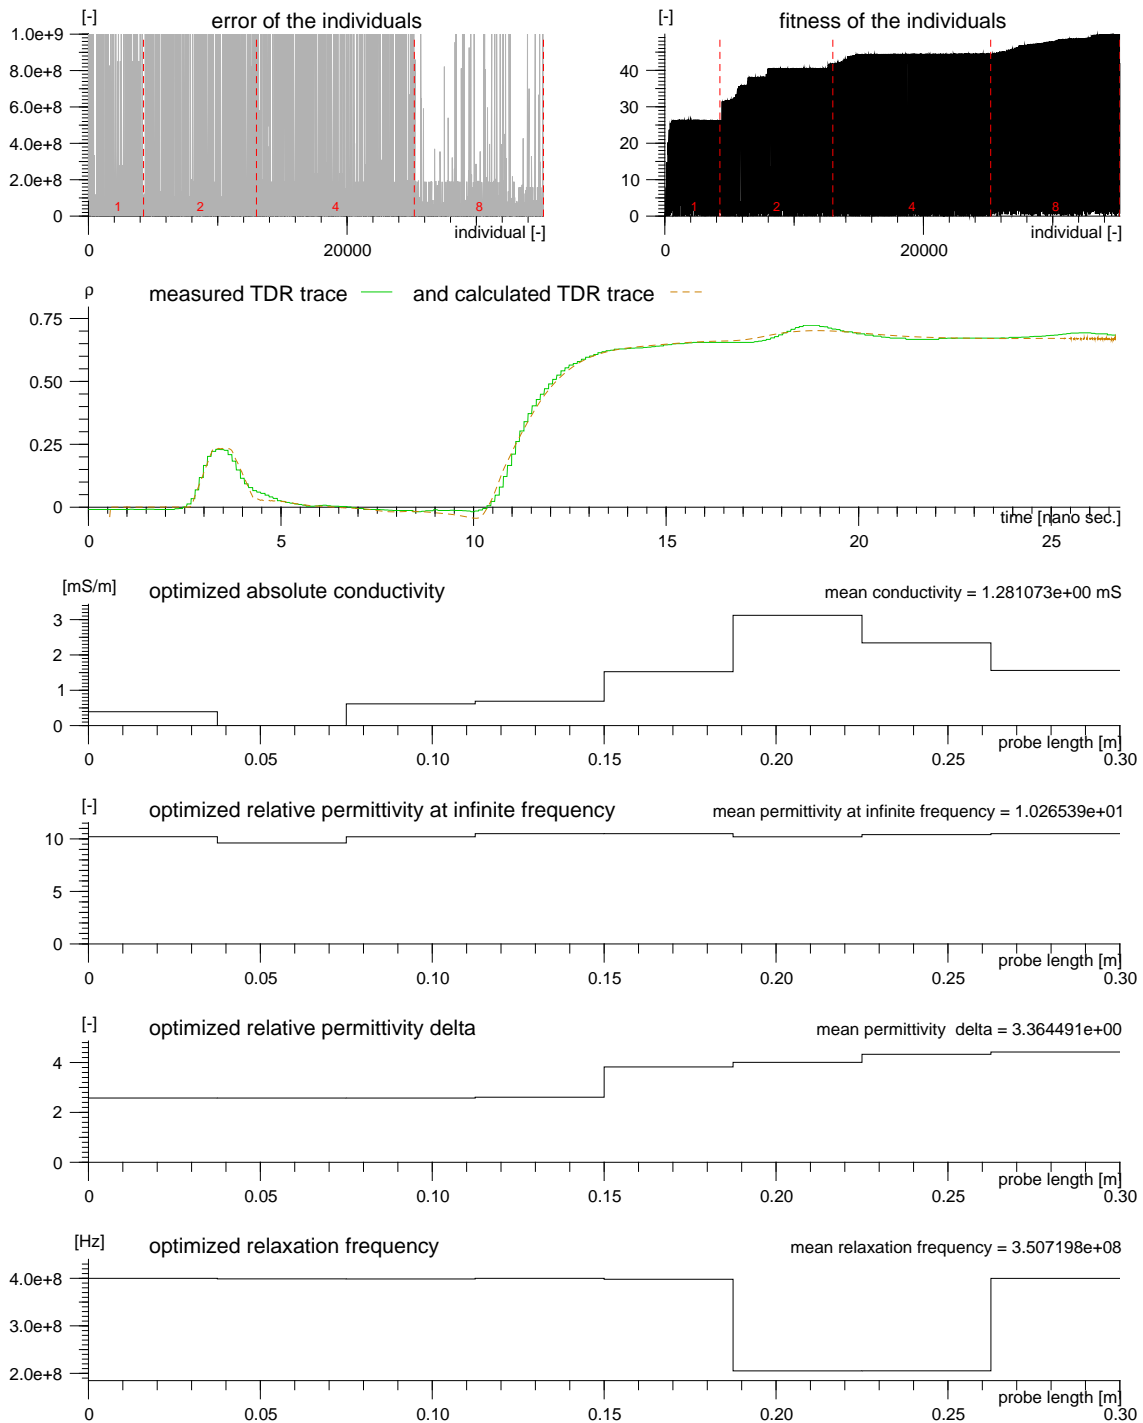 [-] error of the individuals
1.0e+9
8.0e+8
6.0e+8
4.0e+8
2.0e+8
0
1 2 4 8
individual [-]
0 20000
[-] fitness of the individuals
40
30
20
10
0
1 2 4 8
individual [-]
0 20000
ρ measured TDR trace and calculated TDR trace
0.75
0.50
0.25
0
time [nano sec.]
0 5 10 15 20 25
[mS/m] optimized absolute conductivity mean conductivity = 1.281073e+00 mS
3
2
1
0
probe length [m]
0 0.05 0.10 0.15 0.20 0.25 0.30
[-] optimized relative permittivity at infinite frequency mean permittivity at infinite frequency = 1.026539e+01
10
5
0
probe length [m]
0 0.05 0.10 0.15 0.20 0.25 0.30
[-] optimized relative permittivity delta mean permittivity delta = 3.364491e+00
4
2
0
probe length [m]
0 0.05 0.10 0.15 0.20 0.25 0.30
[Hz] optimized relaxation frequency mean relaxation frequency = 3.507198e+08
4.0e+8
3.0e+8
2.0e+8
probe length [m]
0 0.05 0.10 0.15 0.20 0.25 0.30